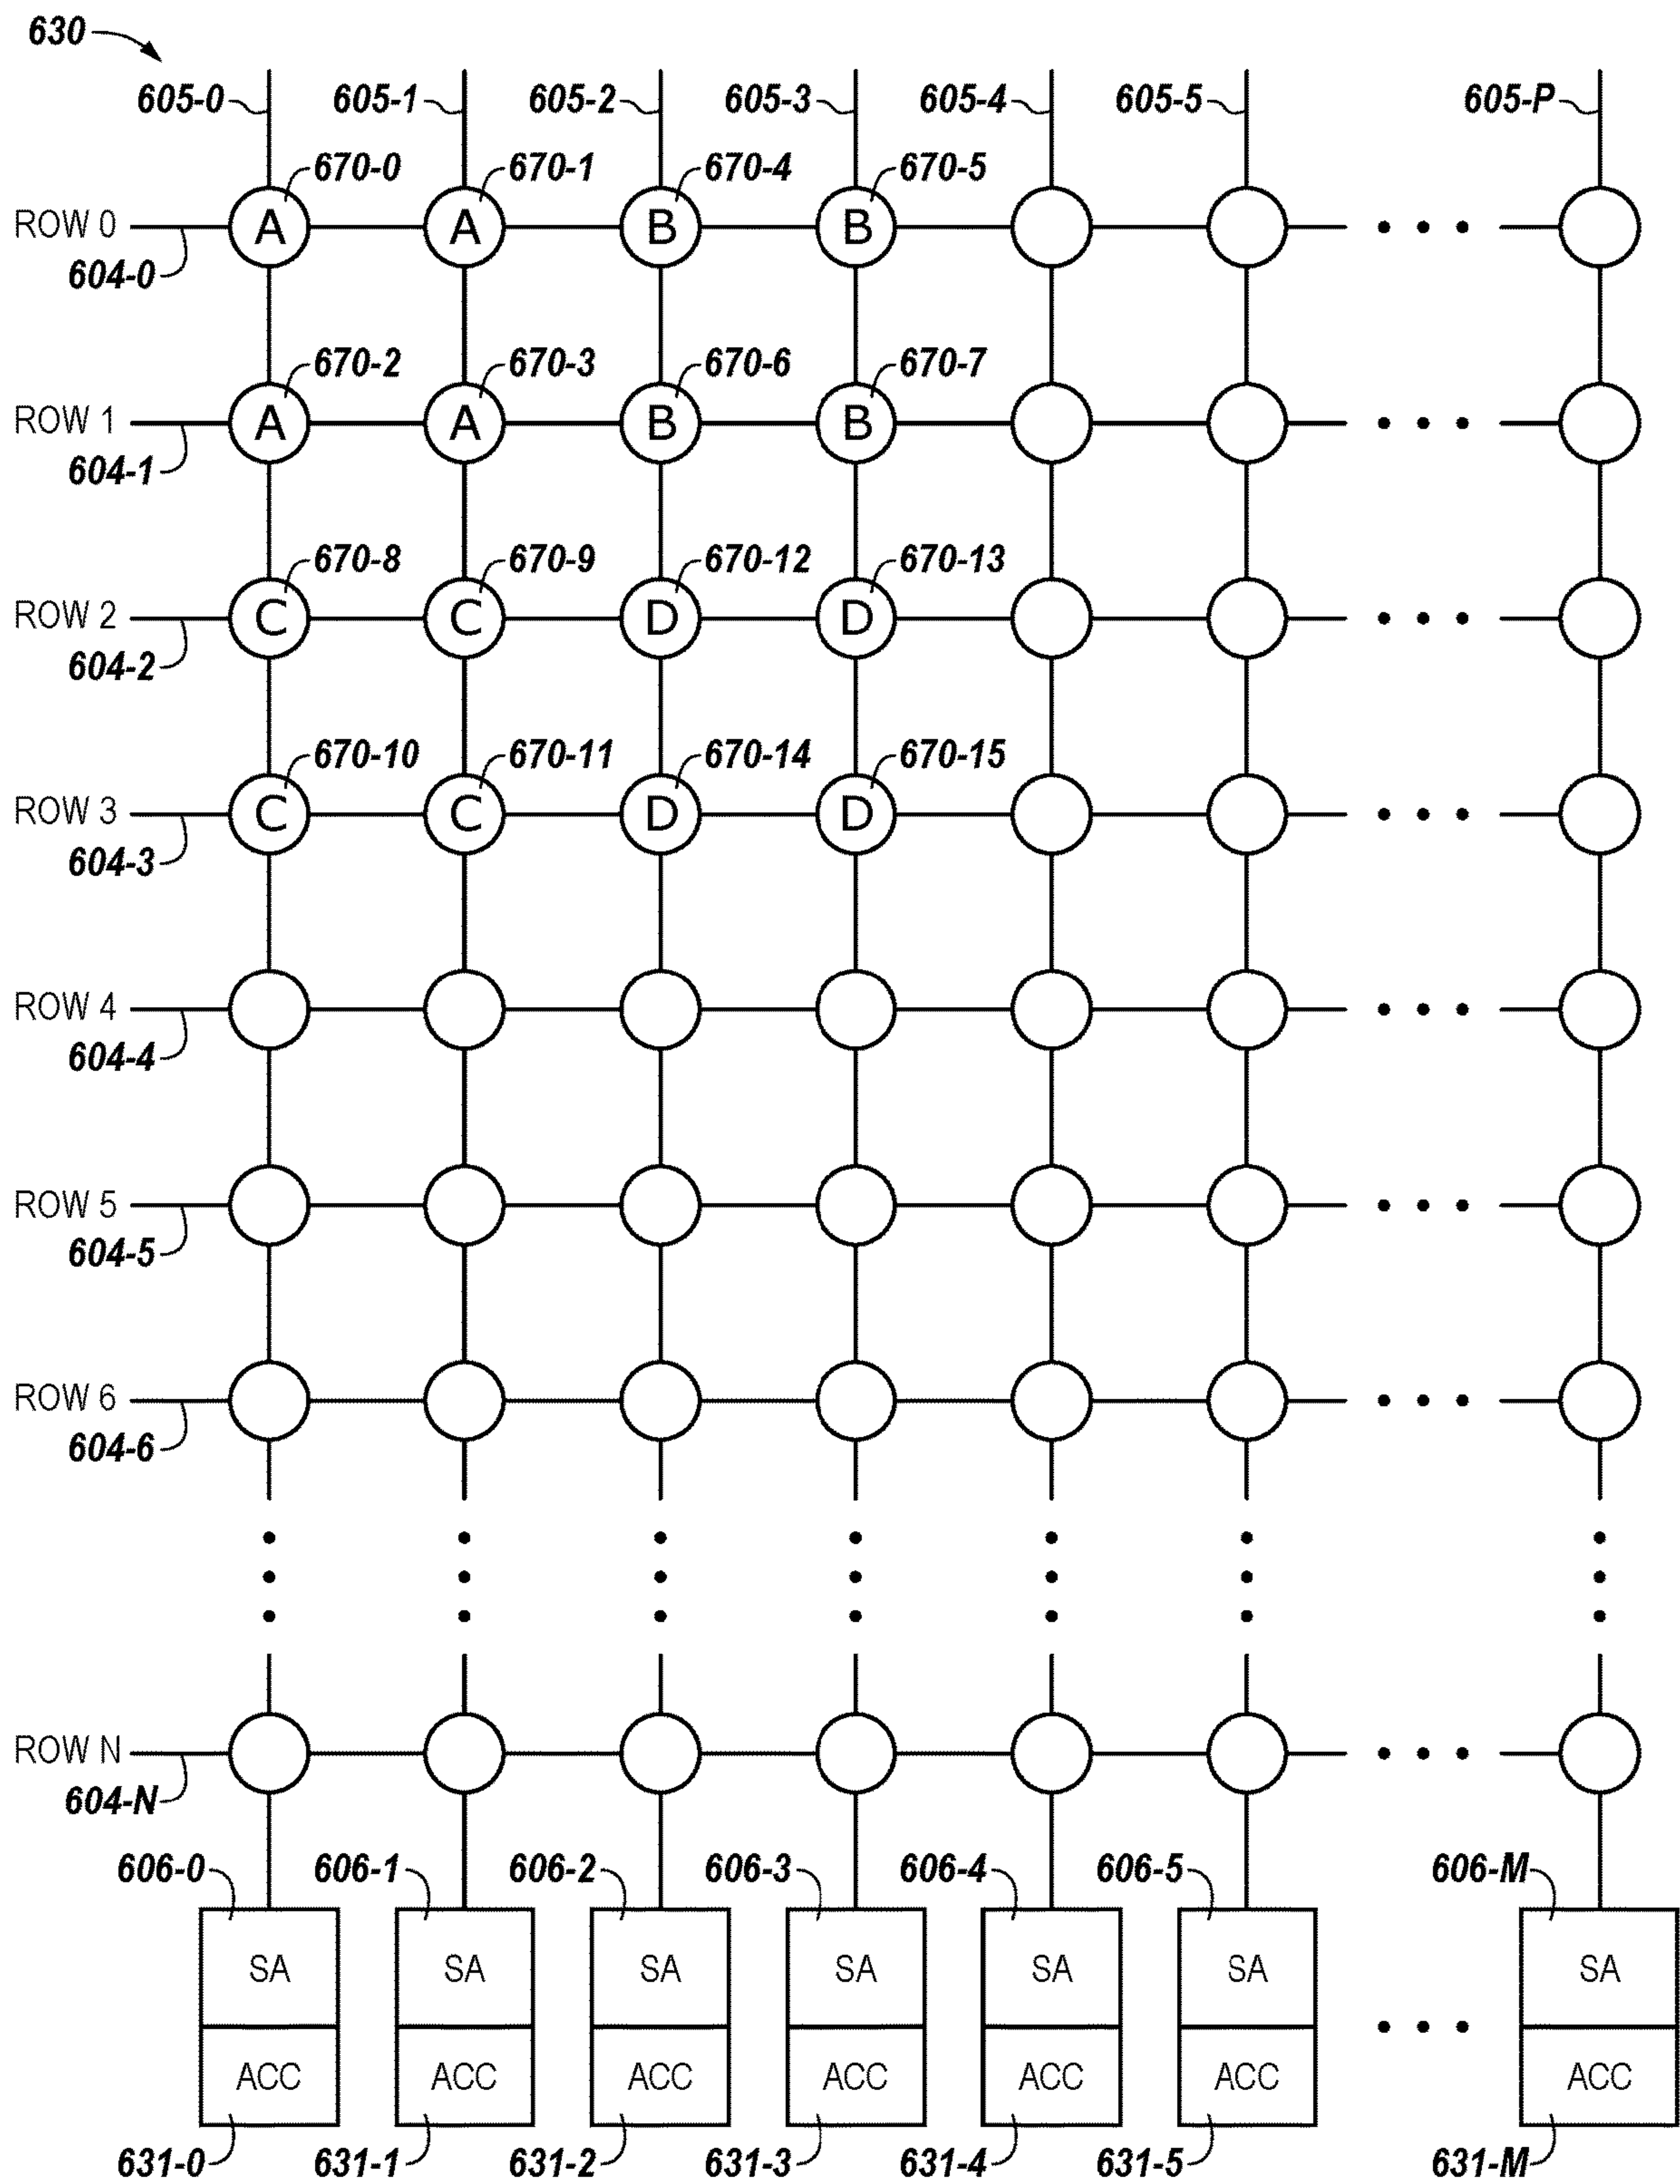 630
605-0 605-1 605-2 605-3 605-4 605-5 605-P
670-0 670-1 670-4 670-5
ROW 0 A A B B
604-0
670-2 670-3 670-6 670-7
ROW 1 A A B B
604-1
670-8 670-9 670-12 670-13
ROW 2 C C D D
604-2
670-10 670-11 670-14 670-15
ROW 3 C C D D
604-3
ROW 4
604-4
ROW 5
604-5
ROW 6
604-6
ROW N
604-N
606-0 606-1 606-2 606-3 606-4 606-5 606-M
SA SA SA SA SA SA SA
ACC ACC ACC ACC ACC ACC ACC
631-0 631-1 631-2 631-3 631-4 631-5 631-M